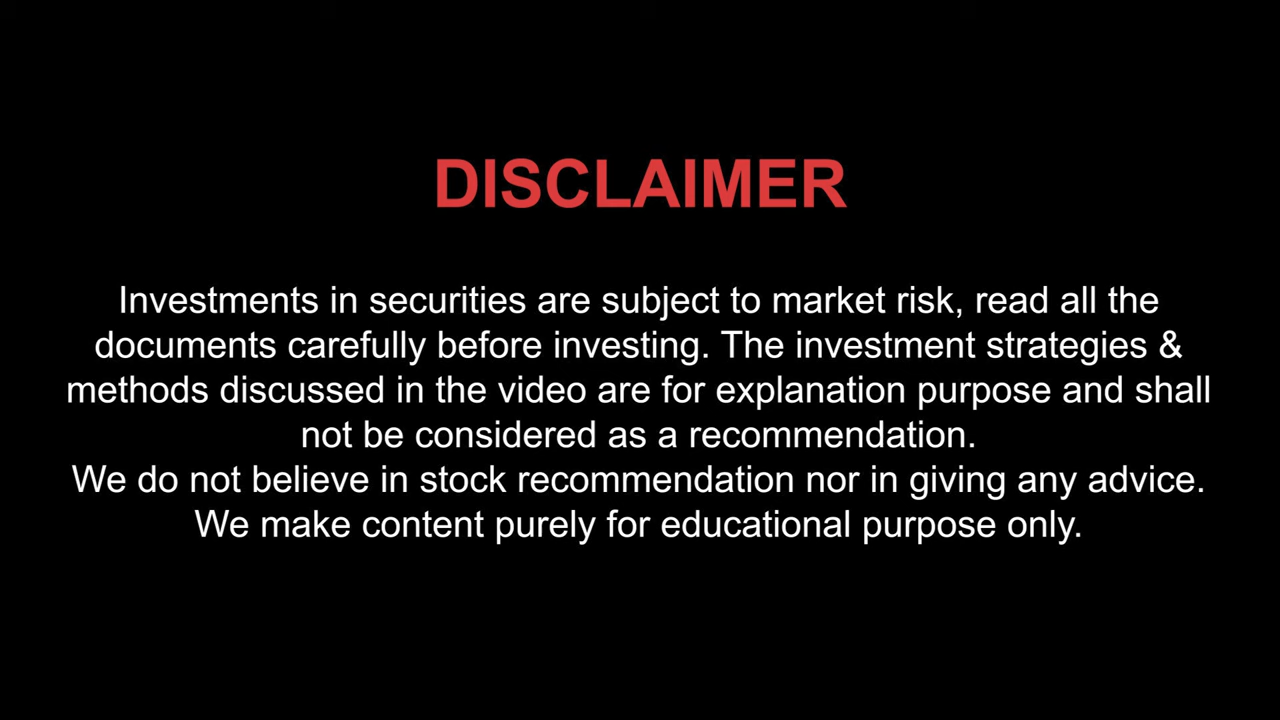 DISCLAIMER
Investments in securities are subject to market risk, read all the
documents carefully before investing. The investment strategies &
methods discussed in the video are for explanation purpose and shall
not be considered as a recommendation.
We do not believe in stock recommendation nor in giving any advice.
We make content purely for educational purpose only.